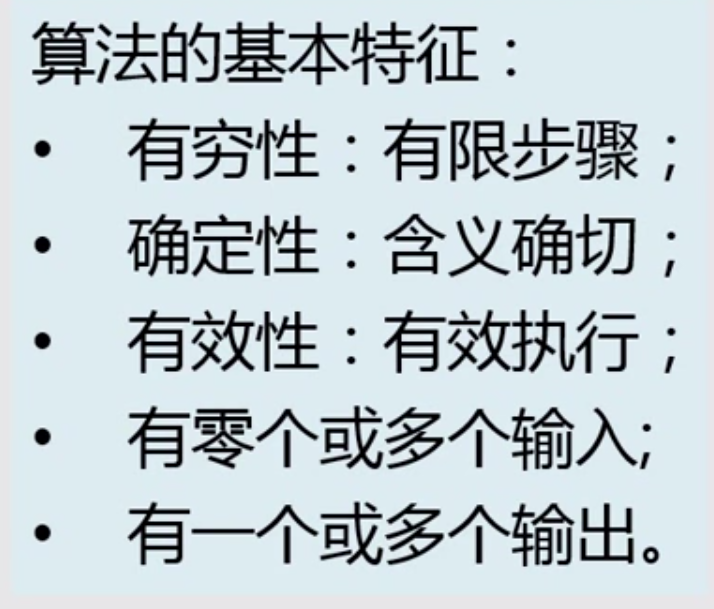 算法的基本特征：
• 有穷性：有限步骤；
• 确定性：含义确切；
• 有效性：有效执行；
• 有零个或多个输入;
• 有一个或多个输出。